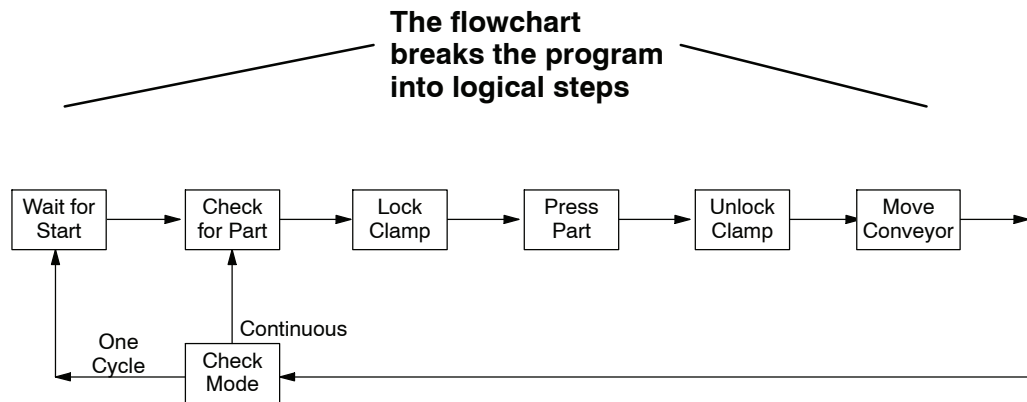 The flowchart
breaks the program
into logical steps
Wait for
Start
Check
for Part
Lock
Clamp
Press
Part
Unlock
Clamp
Move
Conveyor
One
Cycle
Continuous
Check
Mode